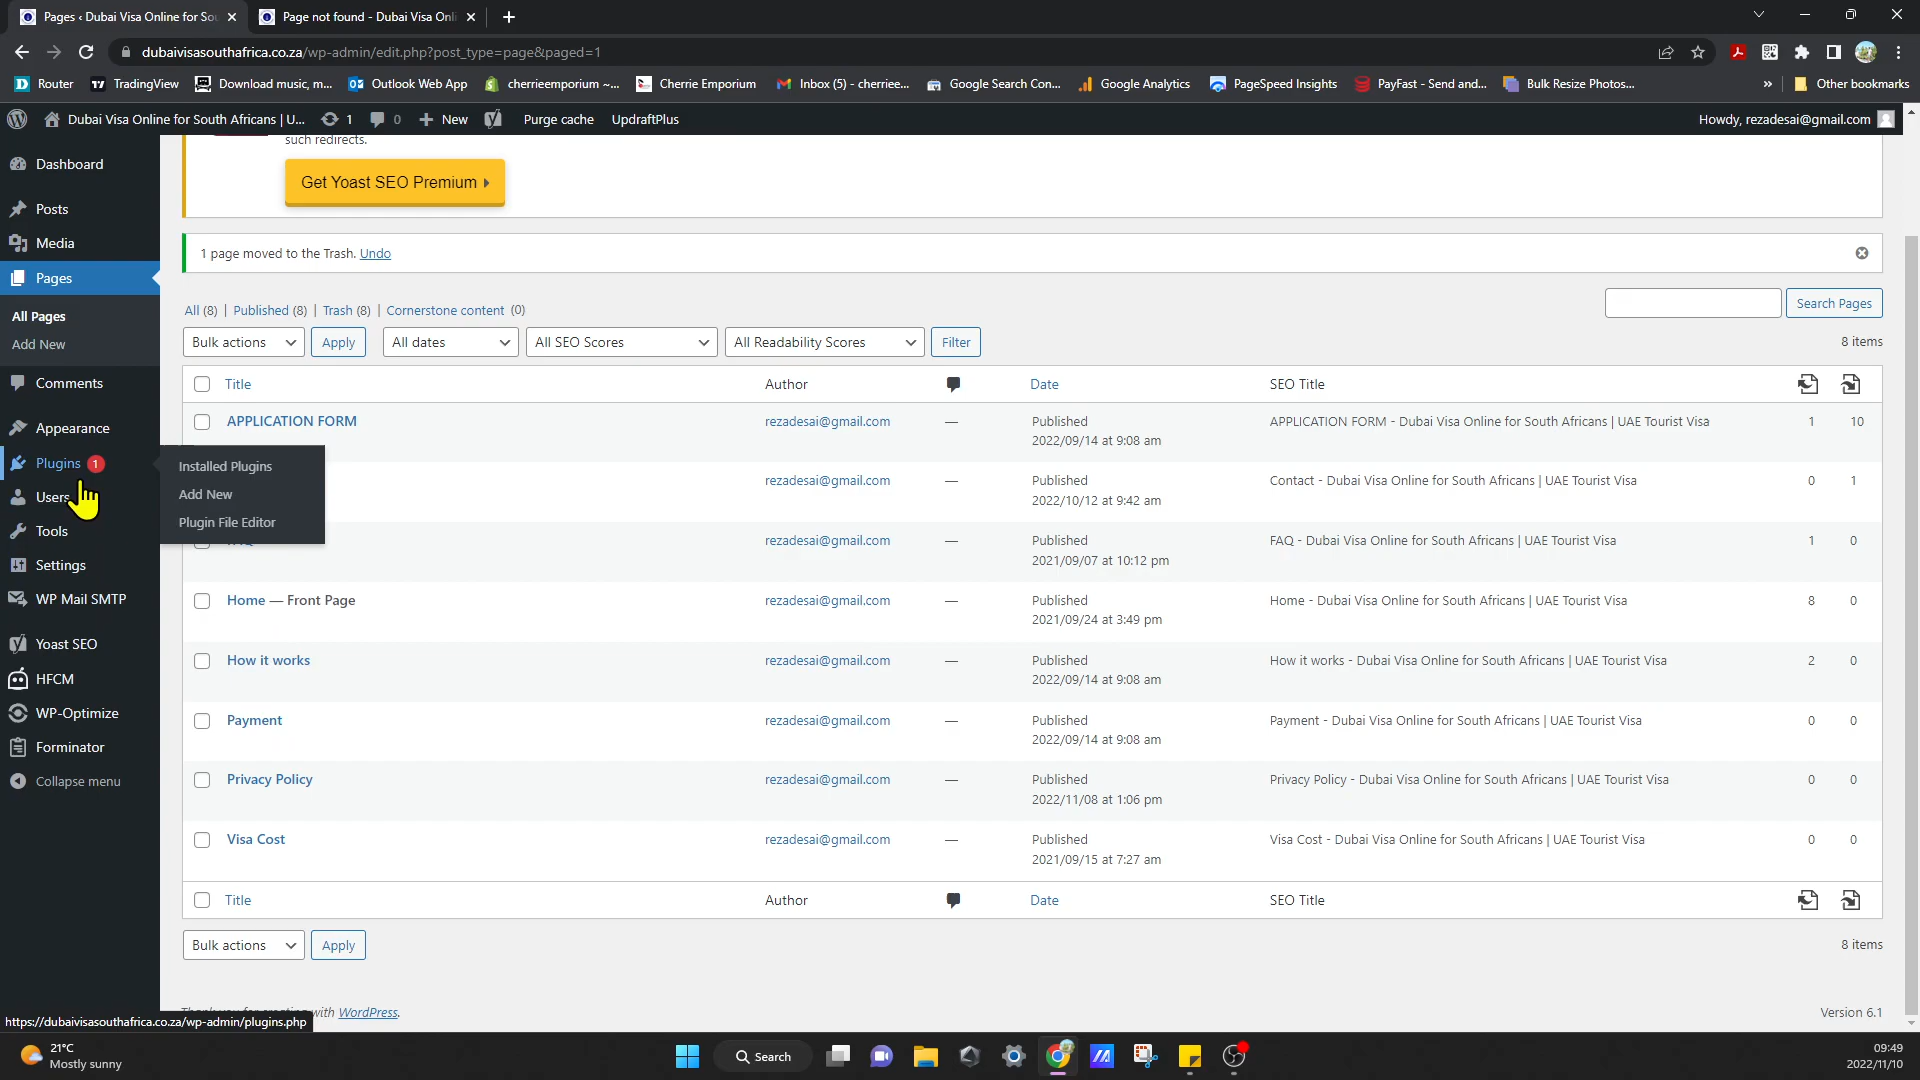 Pages ‹ Dubai Visa Online for Sou
Page not found - Dubai Visa Onli
dubaivisasouthafrica.co.za/wp-admin/edit.php?post_type=page&paged=1
Router
TradingView
Download music, m...
Outlook Web App
cherrieemporium ~...
Cherrie Emporium
Inbox (5) - cherriee...
Google Search Con...
Google Analytics
PageSpeed Insights
PayFast - Send and...
Bulk Resize Photos...
»
Other bookmarks
Dubai Visa Online for South Africans | U...
1
0
New
Purge cache
UpdraftPlus
Howdy, rezadesai@gmail.com
Dashboard
Posts
Media
Pages
All Pages
Add New
Comments
Appearance
Plugins 1
Users
Tools
Settings
WP Mail SMTP
Yoast SEO
HFCM
WP-Optimize
Forminator
Collapse menu
Installed Plugins
Add New
Plugin File Editor
such redirects.
Get Yoast SEO Premium
1 page moved to the Trash. Undo
All (8) | Published (8) | Trash (8) | Cornerstone content (0)
Search Pages
Bulk actions
Apply
All dates
All SEO Scores
All Readability Scores
Filter
8 items
Title Author Date SEO Title
APPLICATION FORM rezadesai@gmail.com — Published APPLICATION FORM - Dubai Visa Online for South Africans | UAE Tourist Visa 1 10
2022/09/14 at 9:08 am
rezadesai@gmail.com — Published Contact - Dubai Visa Online for South Africans | UAE Tourist Visa 0 1
2022/10/12 at 9:42 am
rezadesai@gmail.com — Published FAQ - Dubai Visa Online for South Africans | UAE Tourist Visa 1 0
2021/09/07 at 10:12 pm
Home — Front Page rezadesai@gmail.com — Published Home - Dubai Visa Online for South Africans | UAE Tourist Visa 8 0
2021/09/24 at 3:49 pm
How it works rezadesai@gmail.com — Published How it works - Dubai Visa Online for South Africans | UAE Tourist Visa 2 0
2022/09/14 at 9:08 am
Payment rezadesai@gmail.com — Published Payment - Dubai Visa Online for South Africans | UAE Tourist Visa 0 0
2022/09/14 at 9:08 am
Privacy Policy rezadesai@gmail.com — Published Privacy Policy - Dubai Visa Online for South Africans | UAE Tourist Visa 0 0
2022/11/08 at 1:06 pm
Visa Cost rezadesai@gmail.com — Published Visa Cost - Dubai Visa Online for South Africans | UAE Tourist Visa 0 0
2021/09/15 at 7:27 am
Title Author Date SEO Title
Bulk actions
Apply
8 items
with WordPress.
Version 6.1
https://dubaivisasouthafrica.co.za/wp-admin/plugins.php
21°C
Mostly sunny
Search
09:49
2022/11/10